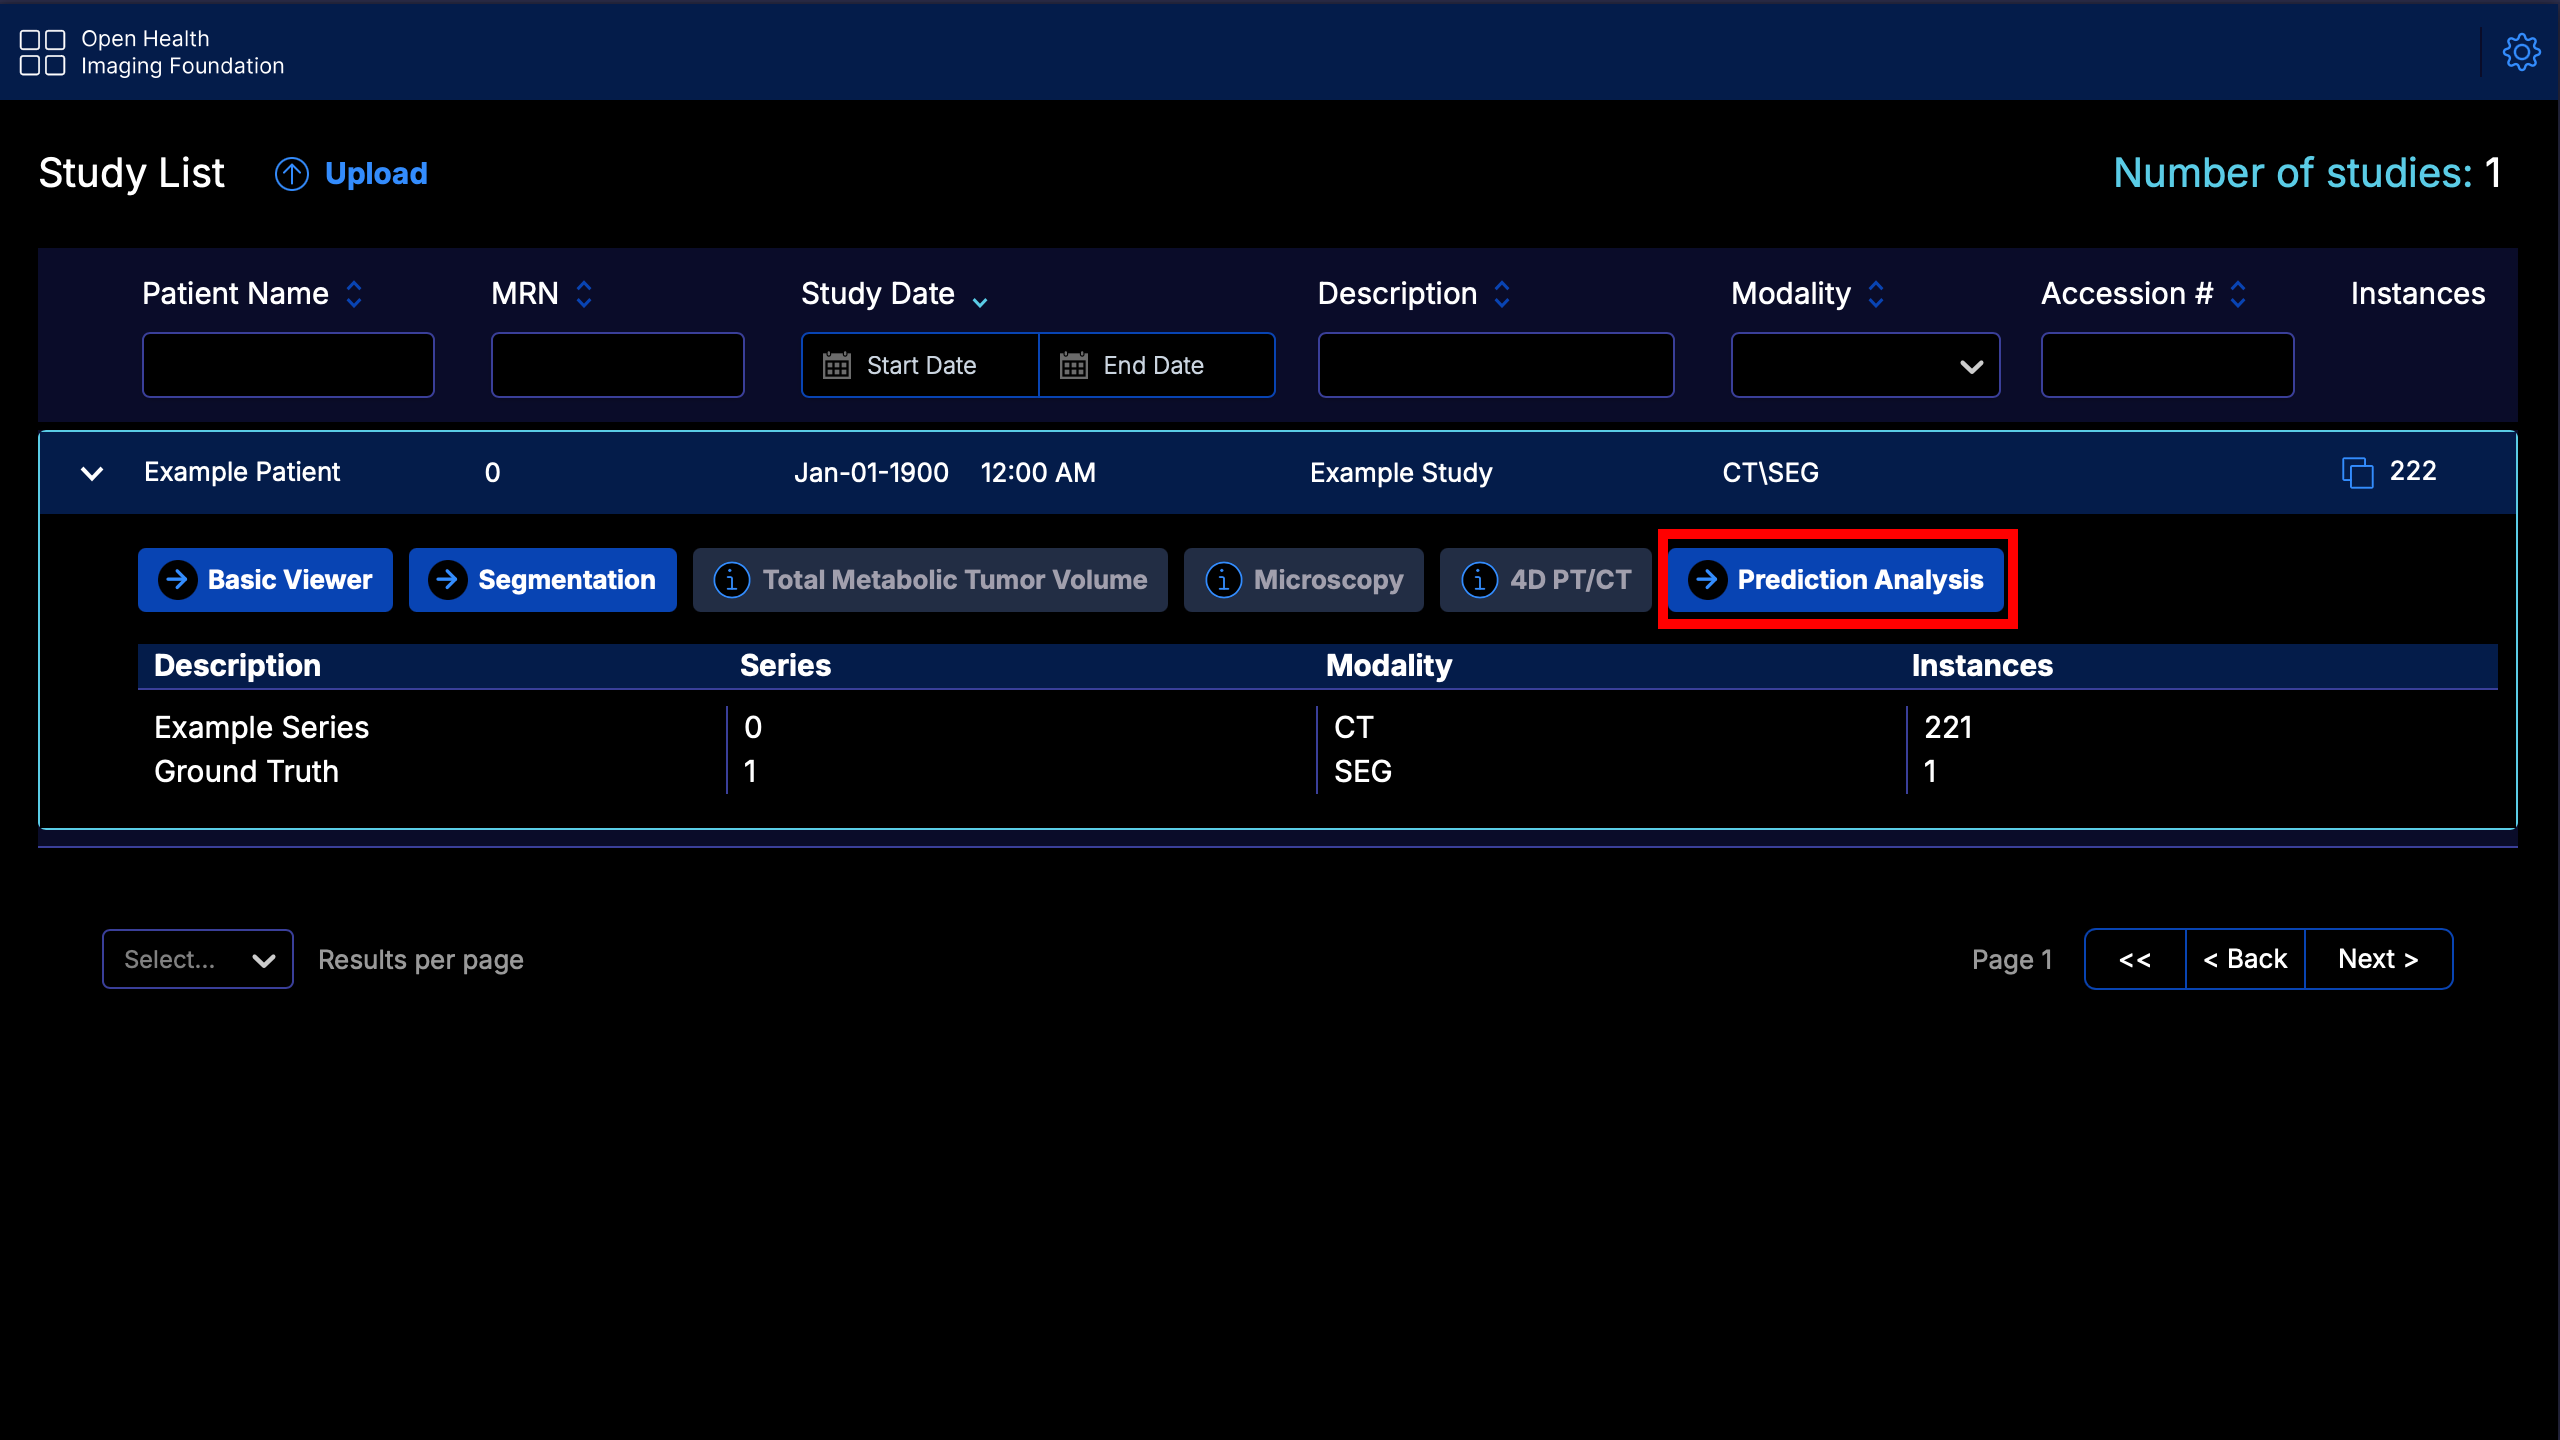 Open Health
Imaging Foundation
Study List
Upload
Number of studies: 1
Patient Name
MRN
Study Date
Description
Modality
Accession #
Instances
Start Date
End Date
Example Patient
0
Jan-01-1900 12:00 AM
Example Study
CT\SEG
222
Basic Viewer
Segmentation
Total Metabolic Tumor Volume
Microscopy
4D PT/CT
Prediction Analysis
Description Series Modality Instances
Example Series 0 CT 221
Ground Truth 1 SEG 1
Select...
Results per page
Page 1
<<
< Back
Next >